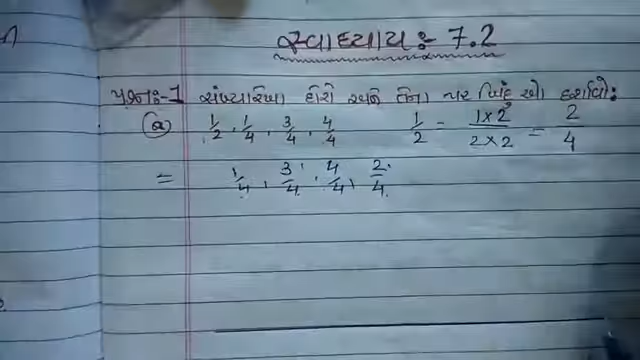 સ્વાધ્યાય :- 7.2
પ્રશ્ન:-1 સંખ્યારેખા દોરો અને તેના પર બિંદુઓ દર્શાવો:
(a) 1/2, 1/4, 3/4, 4/4 1/2 = 1×2/2×2 = 2/4
= 1/4, 3/4, 4/4, 2/4